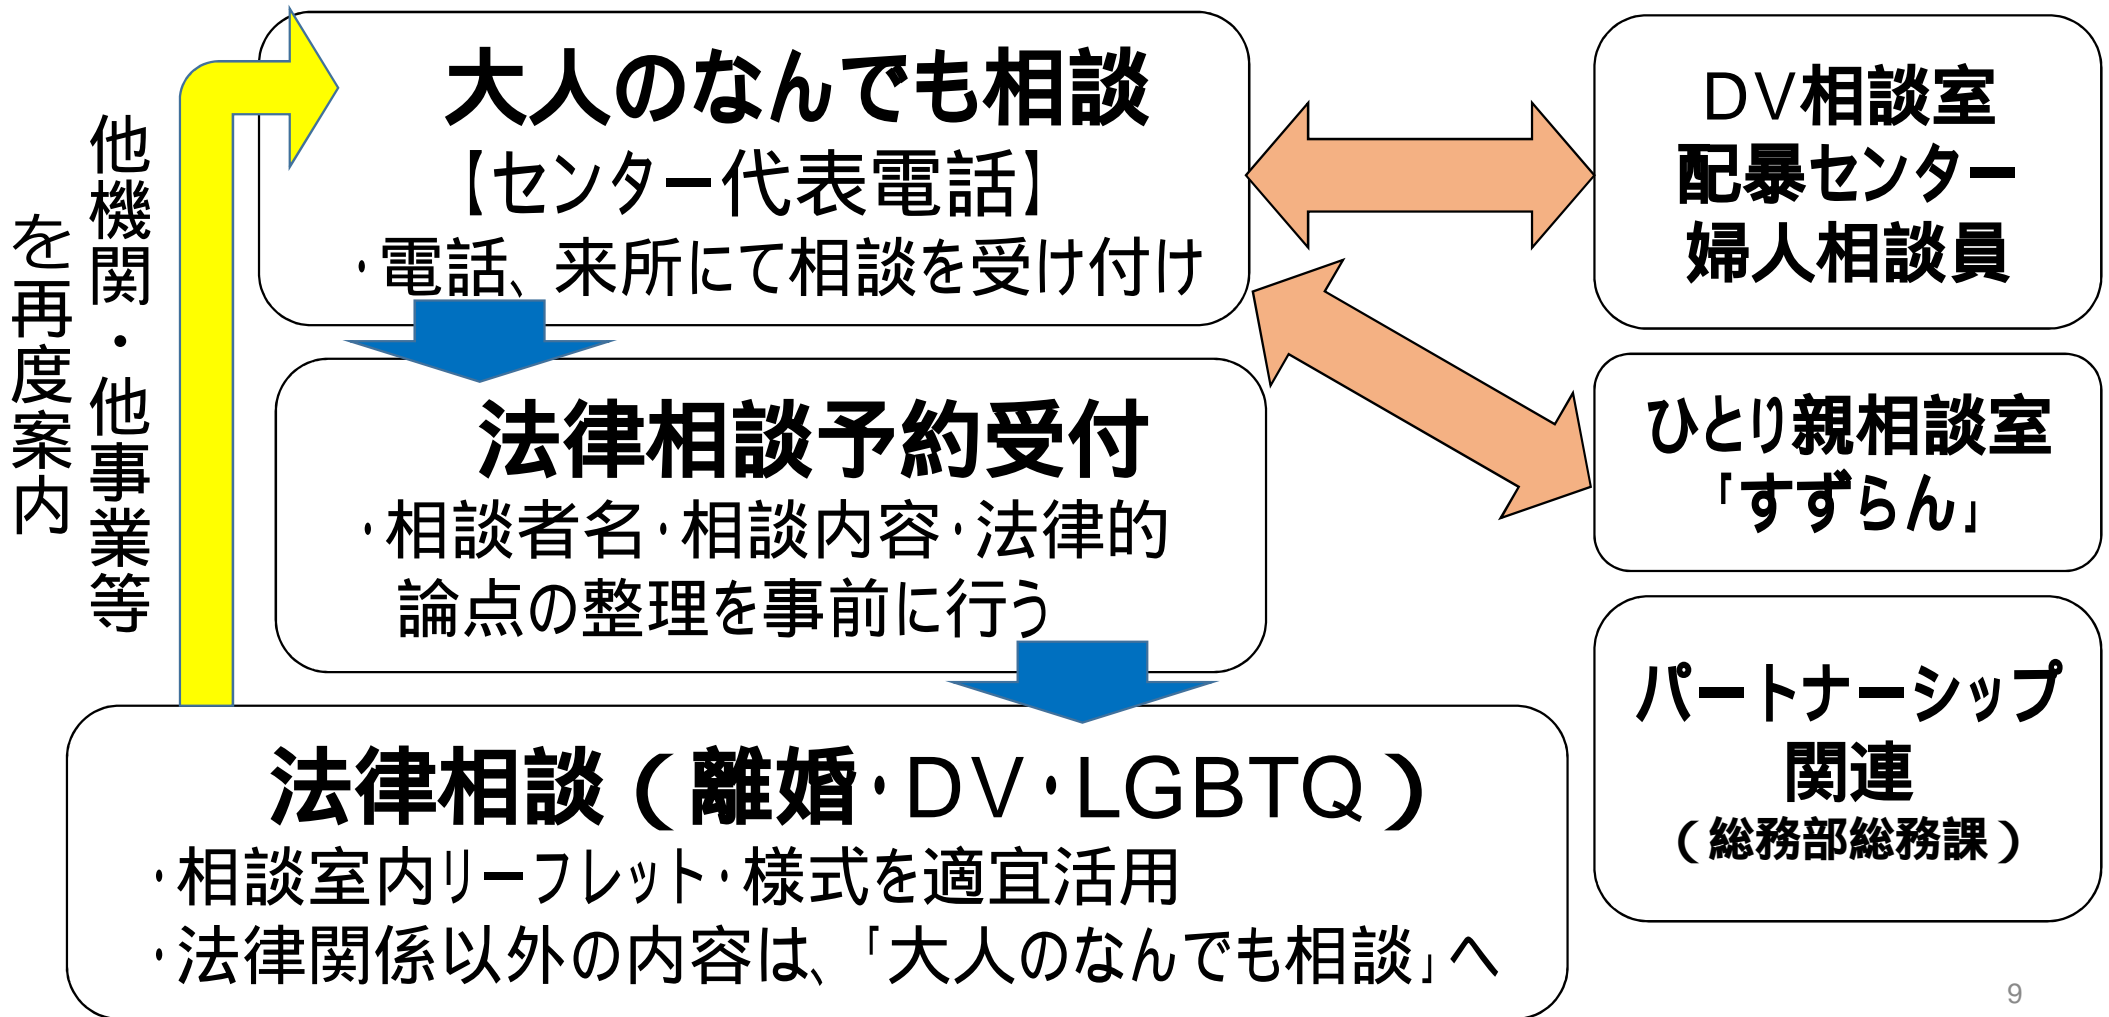 他機関・他事業等
を再度案内
大人のなんでも相談
【センター代表電話】
・電話、来所にて相談を受け付け
法律相談予約受付
・相談者名・相談内容・法律的
論点の整理を事前に行う
法律相談（離婚・DV・LGBTQ）
・相談室内リーフレット・様式を適宜活用
・法律関係以外の内容は、「大人のなんでも相談」へ
DV相談室
配暴センター
婦人相談員
ひとり親相談室
「すずらん」
パートナーシップ
関連
（総務部総務課）
9